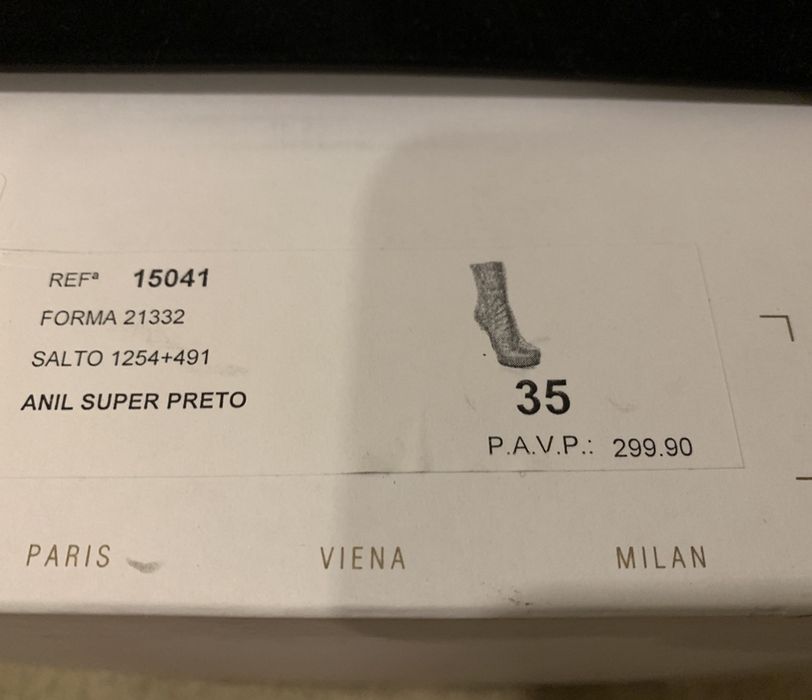 REFª 15041
FORMA 21332
SALTO 1254+491
ANIL SUPER PRETO
35
P.A.V.P.: 299.90
PARIS VIENA MILAN